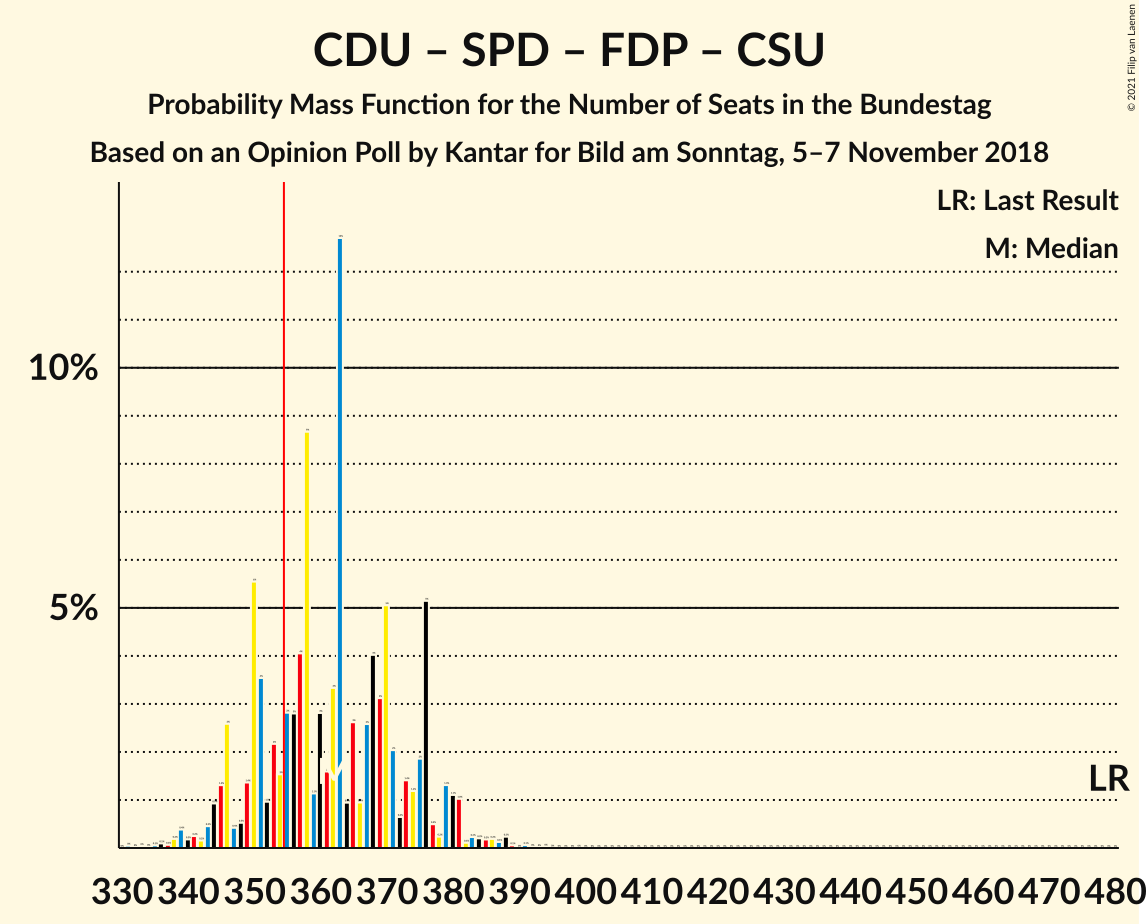 CDU – SPD – FDP – CSU
Probability Mass Function for the Number of Seats in the Bundestag
Based on an Opinion Poll by Kantar for Bild am Sonntag, 5–7 November 2018
© 2021 Filip van Laenen
LR: Last Result
M: Median
10%
5%
LR
330 340 350 360 370 380 390 400 410 420 430 440 450 460 470 480